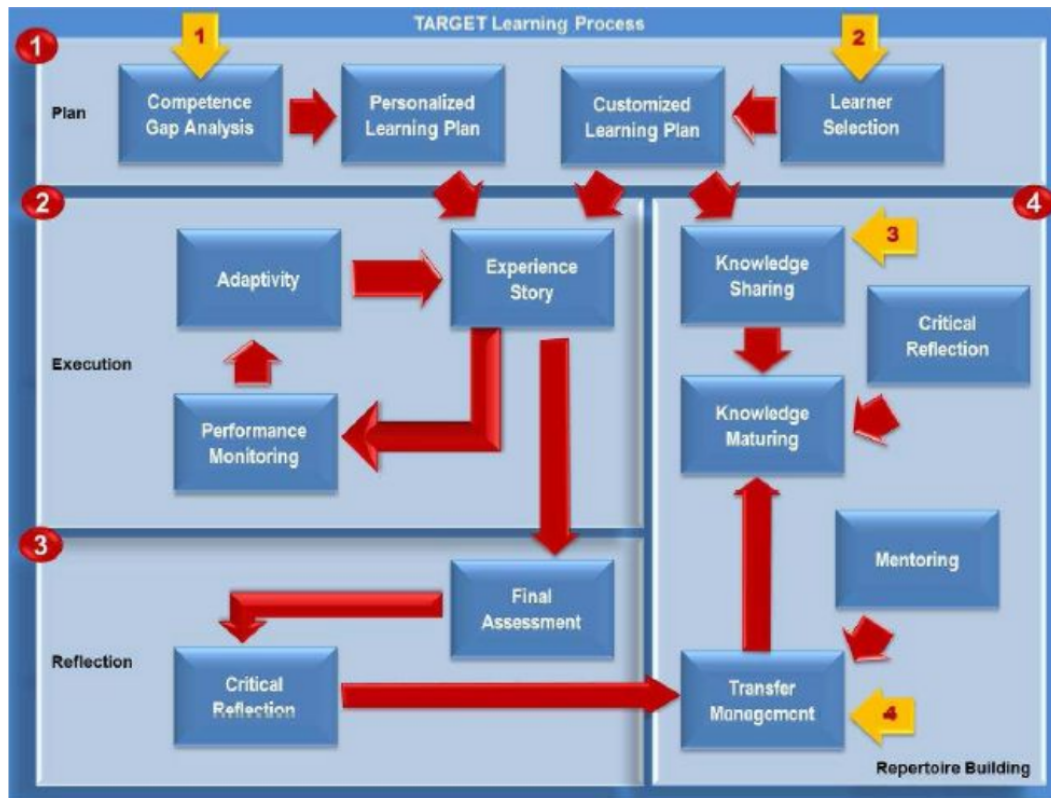 TARGET Learning Process
1
1
2
Plan
Competence
Gap Analysis
Personalized
Learning Plan
Customized
Learning Plan
Learner
Selection
2
Execution
Adaptivity
Experience
Story
Performance
Monitoring
4
3
Knowledge
Sharing
Critical
Reflection
Knowledge
Maturing
Mentoring
3
Reflection
Final
Assessment
Critical
Reflection
Transfer
Management
4
Repertoire Building